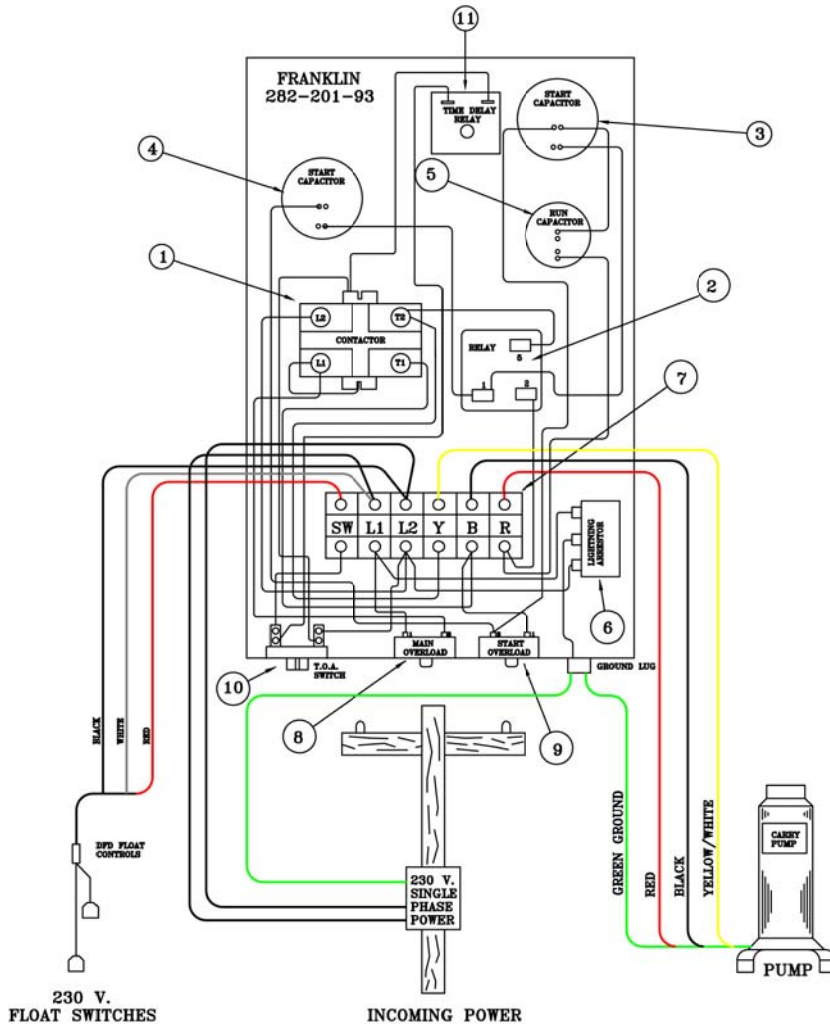 11
FRANKLIN
282-201-93
TIME DELAY
RELAY
START
CAPACITOR
3
4
START
CAPACITOR
5
RUN
CAPACITOR
1
2
L2
T2
CONTACTOR
RELAY
5
L1
T1
1
2
7
SW L1 L2 Y B R
LIGHTNING
ARRESTOR
6
MAIN
OVERLOAD
START
OVERLOAD
10
T.O.A.
SWITCH
GROUND LUG
8
9
BLACK
WHITE
RED
DFD FLOAT
CONTROLS
230 V.
SINGLE
PHASE
POWER
GREEN GROUND
RED
BLACK
YELLOW/WHITE
CARRY
PUMP
PUMP
230 V.
FLOAT SWITCHES
INCOMING POWER